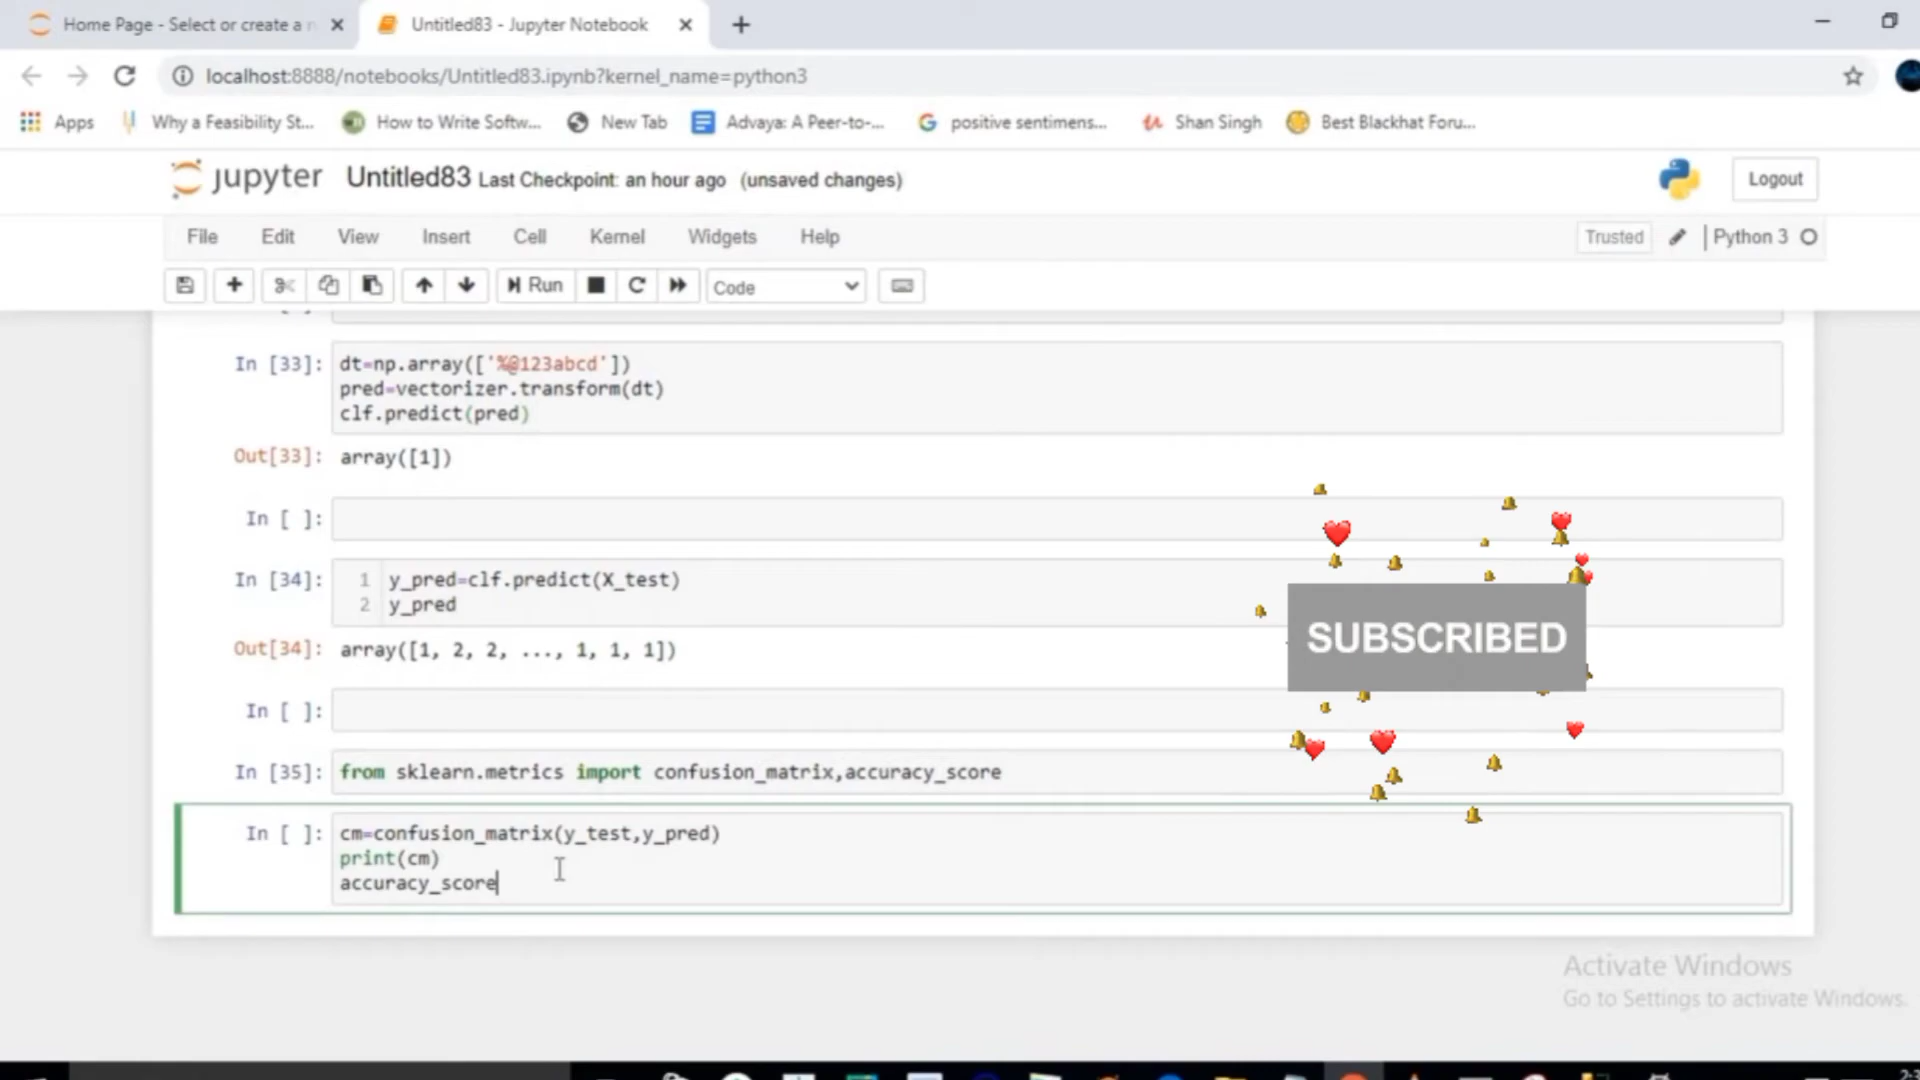 Home Page - Select or create a n
Untitled83 - Jupyter Notebook
localhost:8888/notebooks/Untitled83.ipynb?kernel_name=python3
Apps
Why a Feasibility St...
How to Write Softw...
New Tab
Advaya: A Peer-to-...
positive sentimens...
Shan Singh
Best Blackhat Foru...
jupyter
Untitled83 Last Checkpoint: an hour ago (unsaved changes)
Logout
File Edit View Insert Cell Kernel Widgets Help
Trusted
Python 3
Run
Code
In [33]:
dt=np.array(['%@123abcd'])
pred=vectorizer.transform(dt)
clf.predict(pred)
Out[33]: array([1])
In [ ]:
In [34]:
1 y_pred=clf.predict(X_test)
2 y_pred
Out[34]: array([1, 2, 2, ..., 1, 1, 1])
SUBSCRIBED
In [ ]:
In [35]: from sklearn.metrics import confusion_matrix,accuracy_score
In [ ]: cm=confusion_matrix(y_test,y_pred)
print(cm)
accuracy_score
Activate Windows
Go to Settings to activate Windows.